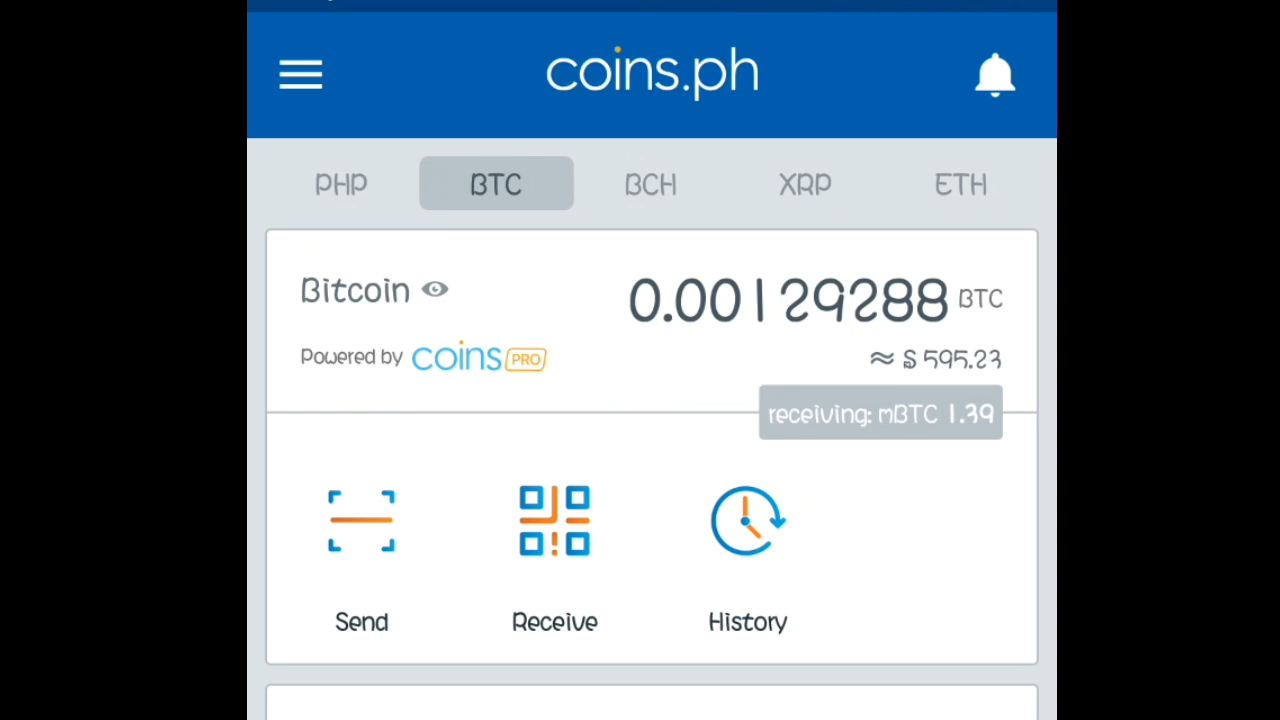 coins.ph
PHP BTC BCH XRP ETH
Bitcoin 0.00129288 BTC
Powered by coins PRO ≈ $ 595.23
receiving: mBTC 1.39
Send Receive History